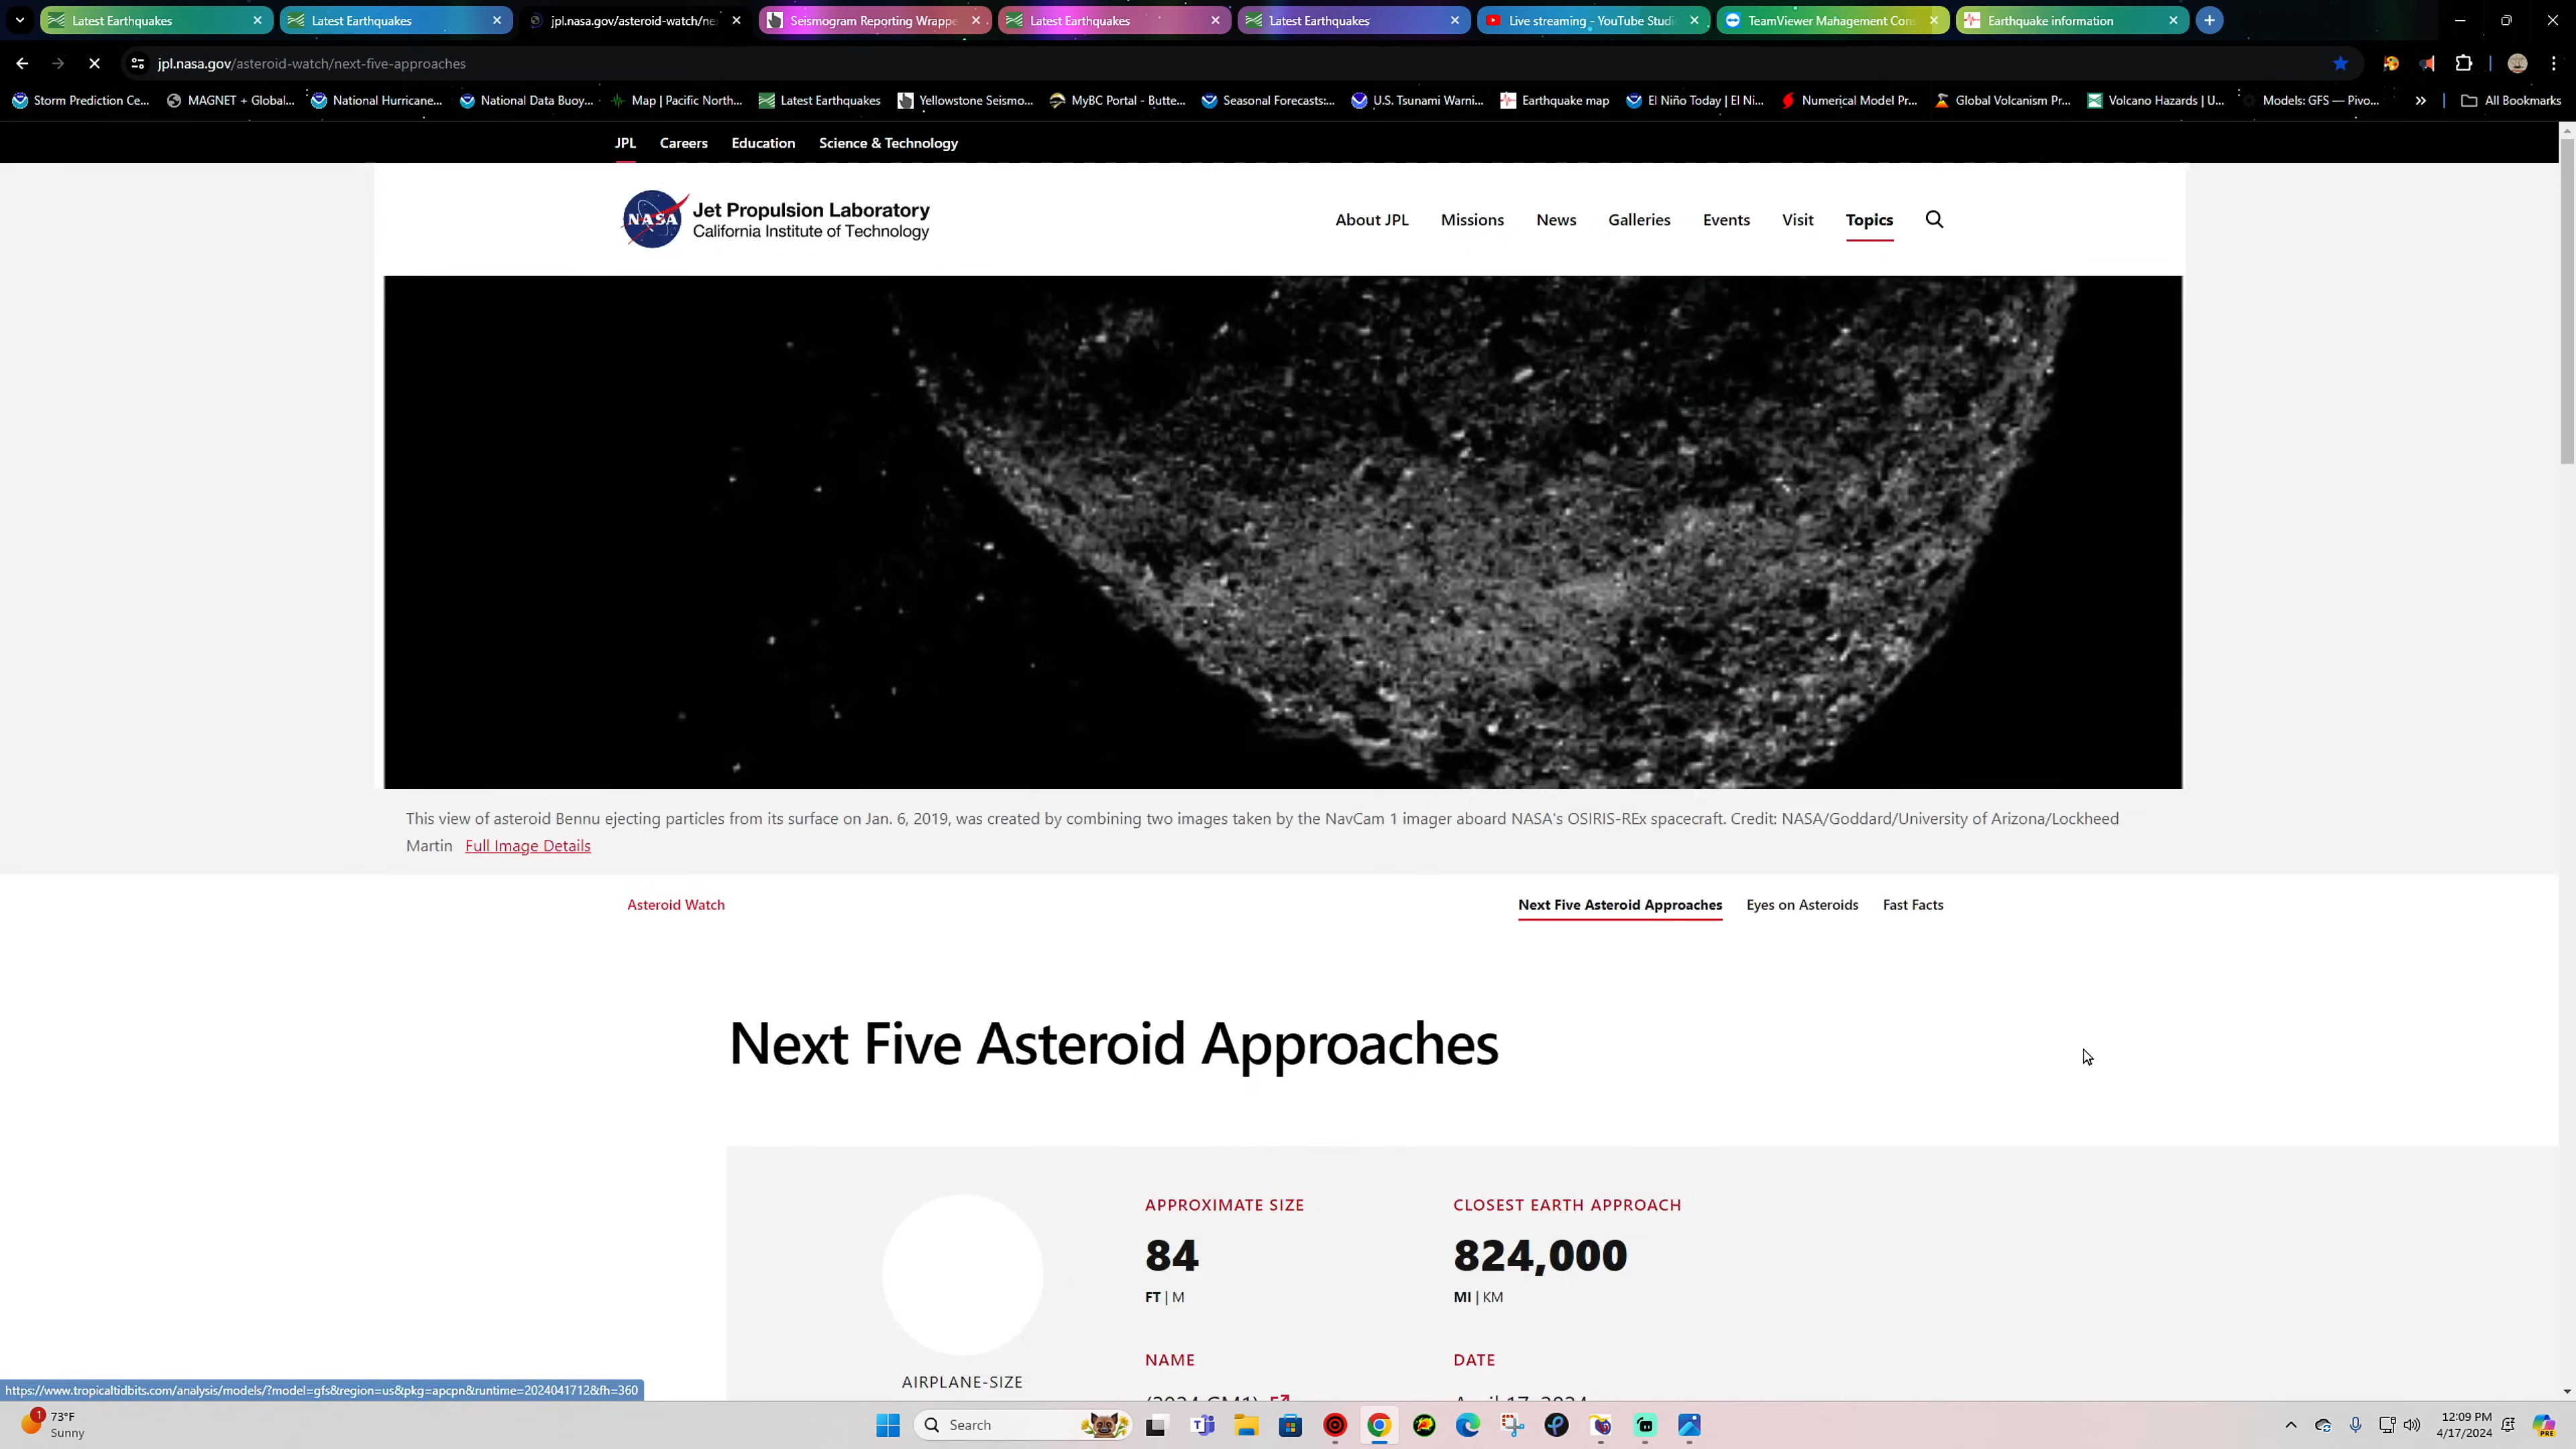 Latest Earthquakes
Latest Earthquakes
jpl.nasa.gov/asteroid-watch/ne
Seismogram Reporting Wrappe
Latest Earthquakes
Latest Earthquakes
Live streaming - YouTube Studi
TeamViewer Management Con
Earthquake information
jpl.nasa.gov/asteroid-watch/next-five-approaches
Storm Prediction Ce...
MAGNET + Global...
National Hurricane...
National Data Buoy...
Map | Pacific North...
Latest Earthquakes
Yellowstone Seismo...
MyBC Portal - Butte...
Seasonal Forecasts:...
U.S. Tsunami Warni...
Earthquake map
El Niño Today | El Ni...
Numerical Model Pr...
Global Volcanism Pr...
Volcano Hazards | U...
Models: GFS — Pivo...
»
All Bookmarks
JPL Careers Education Science & Technology
NASA
Jet Propulsion Laboratory
California Institute of Technology
About JPL Missions News Galleries Events Visit Topics
This view of asteroid Bennu ejecting particles from its surface on Jan. 6, 2019, was created by combining two images taken by the NavCam 1 imager aboard NASA's OSIRIS-REx spacecraft. Credit: NASA/Goddard/University of Arizona/Lockheed
Martin Full Image Details
Asteroid Watch
Next Five Asteroid Approaches Eyes on Asteroids Fast Facts
Next Five Asteroid Approaches
APPROXIMATE SIZE
84
FT | M
CLOSEST EARTH APPROACH
824,000
MI | KM
NAME
(2024 GM1)
DATE
April 17, 2024
AIRPLANE-SIZE
https://www.tropicaltidbits.com/analysis/models/?model=gfs&region=us&pkg=apcpn&runtime=2024041712&fh=360
1
73°F
Sunny
Search
12:09 PM
4/17/2024
PRE